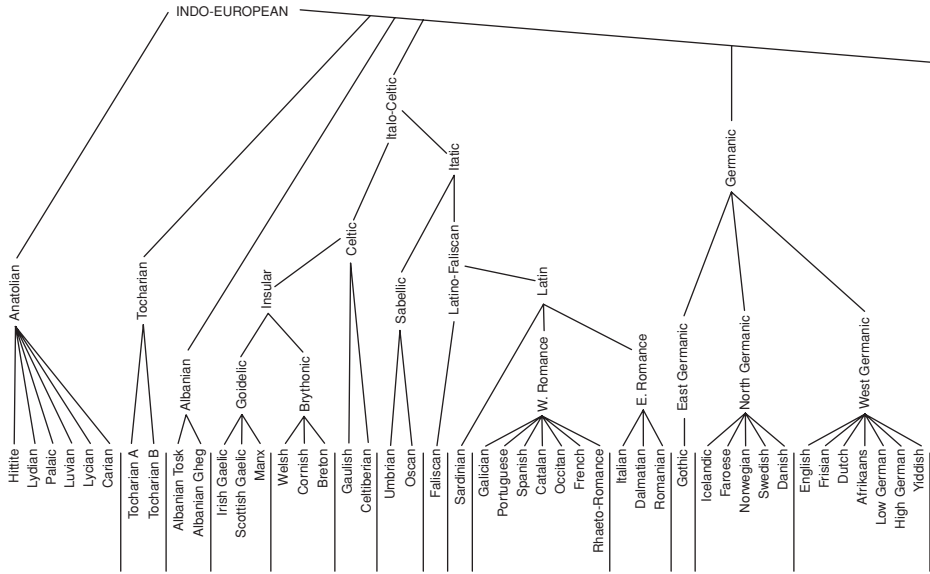 INDO-EUROPEAN
Italo-Celtic
Itatic
Germanic
Celtic
Anatolian
Tocharian
Insular
Sabellic
Latino-Faliscan
Latin
Albanian
Goidelic
Brythonic
W. Romance
E. Romance
East Germanic
North Germanic
West Germanic
Hittite
Lydian
Palaic
Luvian
Lycian
Carian
Tocharian A
Tocharian B
Albanian Tosk
Albanian Gheg
Irish Gaelic
Scottish Gaelic
Manx
Welsh
Cornish
Breton
Gaulish
Celtiberian
Umbrian
Oscan
Faliscan
Sardinian
Galician
Portuguese
Spanish
Catalan
Occitan
French
Rhaeto-Romance
Italian
Dalmatian
Romanian
Gothic
Icelandic
Faroese
Norwegian
Swedish
Danish
English
Frisian
Dutch
Afrikaans
Low German
High German
Yiddish